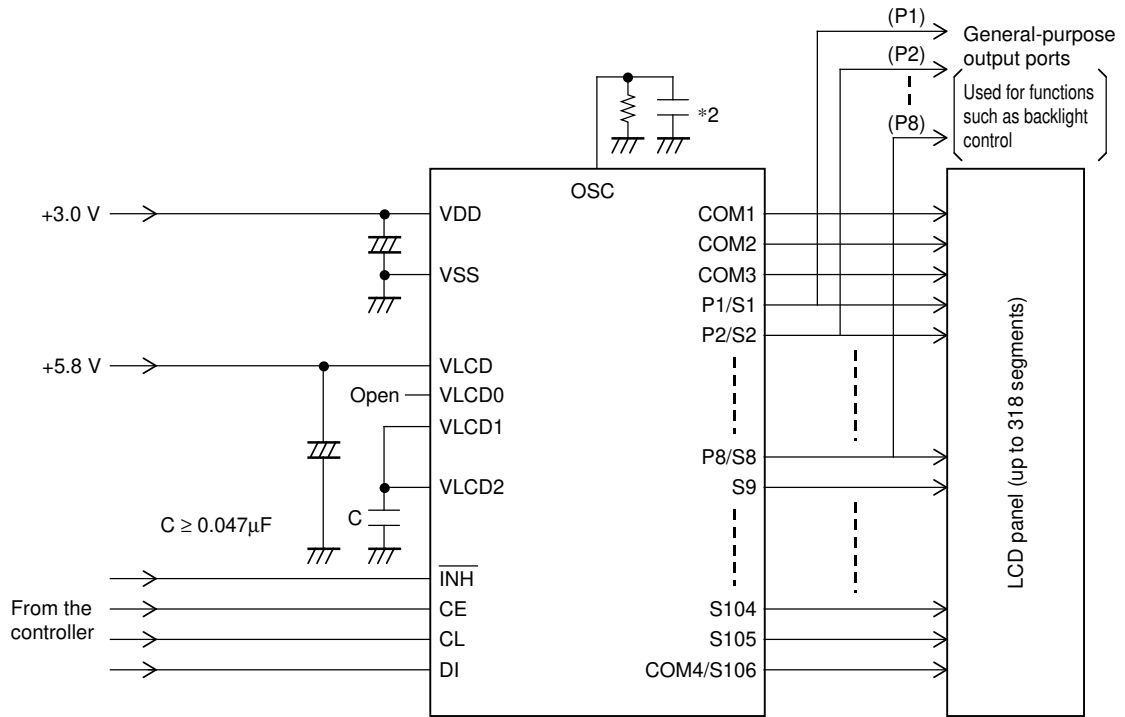 (P1)
General-purpose
output ports
(P2)
Used for functions
such as backlight
control
(P8)
*2
OSC
+3.0 V
VDD
VSS
+5.8 V
VLCD
Open
VLCD0
VLCD1
VLCD2
C
C ≥ 0.047μF
INH
From the
controller
CE
CL
DI
COM1
COM2
COM3
P1/S1
P2/S2
P8/S8
S9
S104
S105
COM4/S106
LCD panel (up to 318 segments)